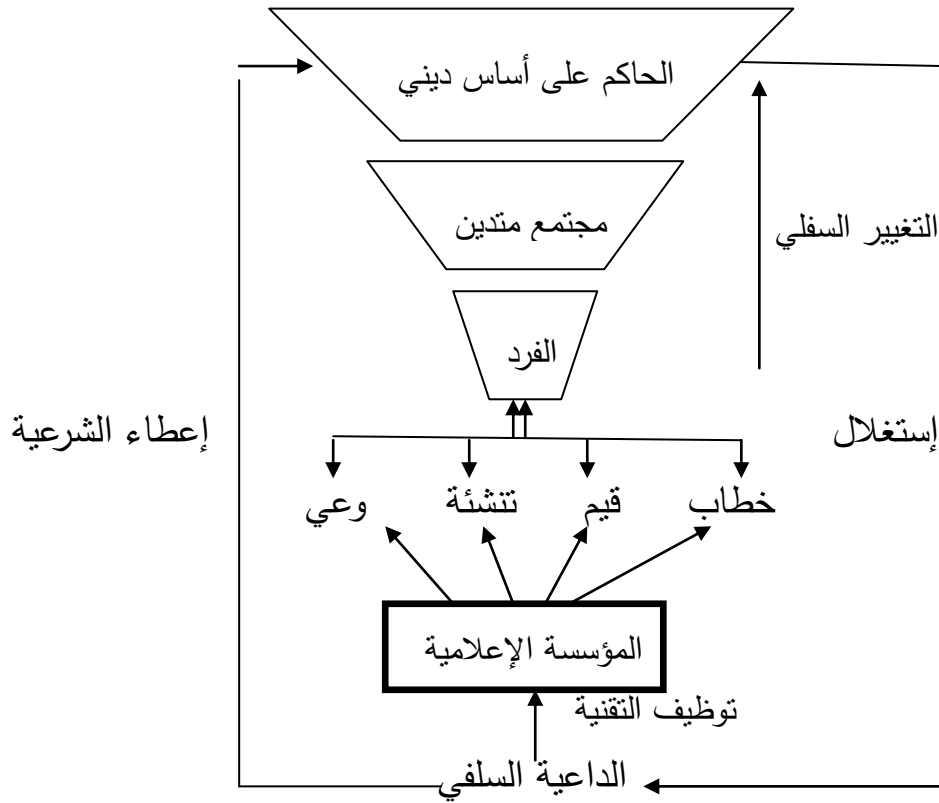 الحاكم على أساس ديني
مجتمع متدين
التغيير السفلي
الفرد
إعطاء الشرعية
إستغلال
خطاب
قيم
تنشئة
وعي
المؤسسة الإعلامية
توظيف التقنية
الداعية السلفي